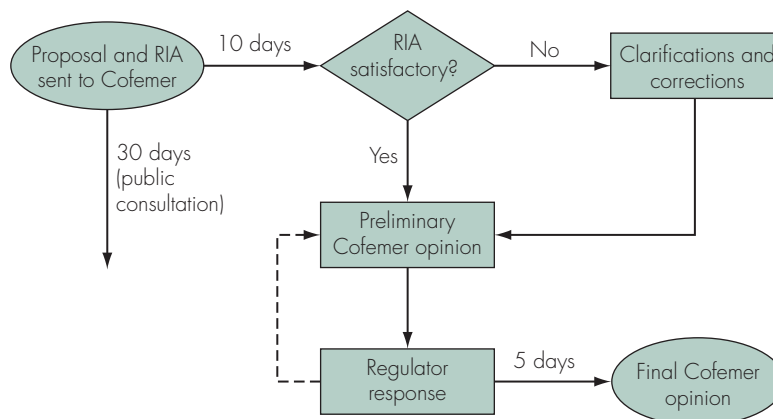 Proposal and RIA
sent to Cofemer
10 days
RIA
satisfactory?
No
Clarifications and
corrections
30 days
(public
consultation)
Yes
Preliminary
Cofemer opinion
Regulator
response
5 days
Final Cofemer
opinion